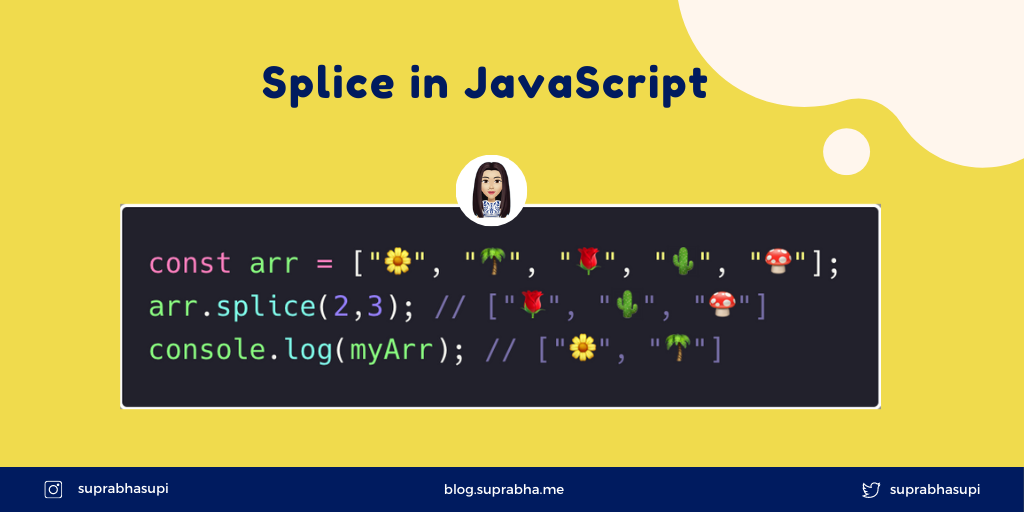 Splice in JavaScript
const arr = ["🌼", "🌴", "🌹", "🌵", "🍄"];
arr.splice(2,3); // ["🌹", "🌵", "🍄"]
console.log(myArr); // ["🌼", "🌴"]
suprabhasupi
blog.suprabha.me
suprabhasupi